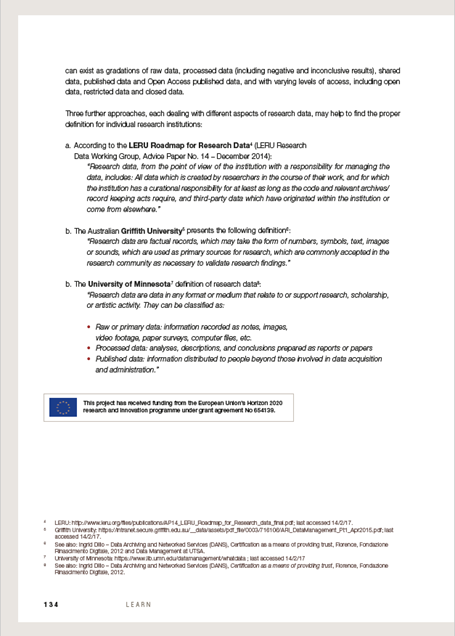 can exist as gradations of raw data, processed data (including negative and inconclusive results), shared
data, published data and Open Access published data, and with varying levels of access, including open
data, restricted data and closed data.
Three further approaches, each dealing with different aspects of research data, may help to find the proper
definition for individual research institutions:
a. According to the LERU Roadmap for Research Data⁴ (LERU Research
Data Working Group, Advice Paper No. 14 – December 2014):
"Research data, from the point of view of the institution with a responsibility for managing the
data, includes: All data which is created by researchers in the course of their work, and for which
the institution has a curational responsibility for at least as long as the code and relevant archives/
record keeping acts require, and third-party data which have originated within the institution or
come from elsewhere."
b. The Australian Griffith University⁵ presents the following definition⁶:
"Research data are factual records, which may take the form of numbers, symbols, text, images
or sounds, which are used as primary sources for research, which are commonly accepted in the
research community as necessary to validate research findings."
b. The University of Minnesota⁷ definition of research data⁸:
"Research data are data in any format or medium that relate to or support research, scholarship,
or artistic activity. They can be classified as:
• Raw or primary data: information recorded as notes, images,
video footage, paper surveys, computer files, etc.
• Processed data: analyses, descriptions, and conclusions prepared as reports or papers
• Published data: information distributed to people beyond those involved in data acquisition
and administration."
This project has received funding from the European Union's Horizon 2020
research and innovation programme under grant agreement No 654139.
4 LERU: http://www.leru.org/files/publications/AP14_LERU_Roadmap_for_Research_data_final.pdf; last accessed 14/2/17.
5 Griffith University: https://intranet.secure.griffith.edu.au/__data/assets/pdf_file/0003/716106/ARI_DataManagement_Pt1_Apr2015.pdf; last
accessed 14/2/17.
6 See also: Ingrid Dillo – Data Archiving and Networked Services (DANS), Certification as a means of providing trust, Florence, Fondazione
Rinascimento Digitale, 2012 and Data Management at UTSA.
7 University of Minnesota: https://www.lib.umn.edu/datamanagement/whatdata ; last accessed 14/2/17
8 See also: Ingrid Dillo – Data Archiving and Networked Services (DANS), Certification as a means of providing trust, Florence, Fondazione
Rinascimento Digitale, 2012.
134 LEARN